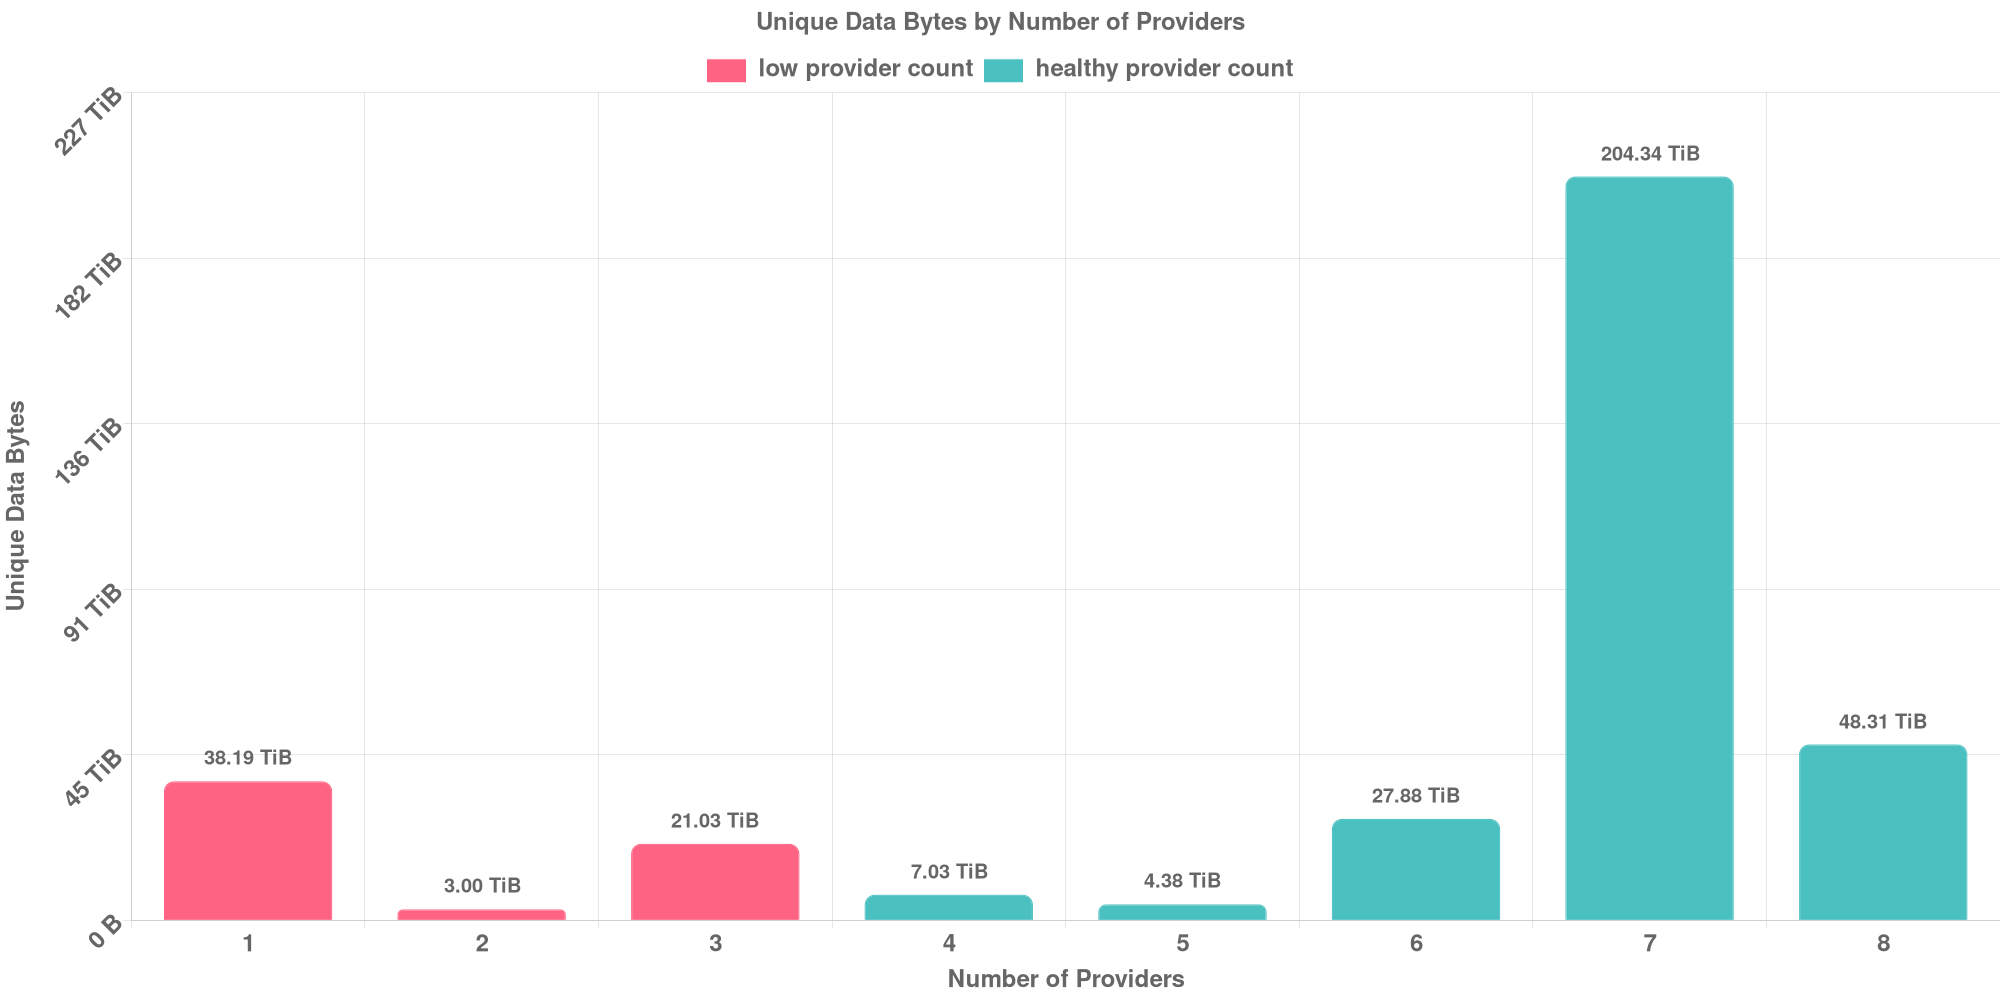 Unique Data Bytes by Number of Providers
low provider count
healthy provider count
227 TiB
182 TiB
136 TiB
91 TiB
45 TiB
0 B
Unique Data Bytes
38.19 TiB
3.00 TiB
21.03 TiB
7.03 TiB
4.38 TiB
27.88 TiB
204.34 TiB
48.31 TiB
1 2 3 4 5 6 7 8
Number of Providers